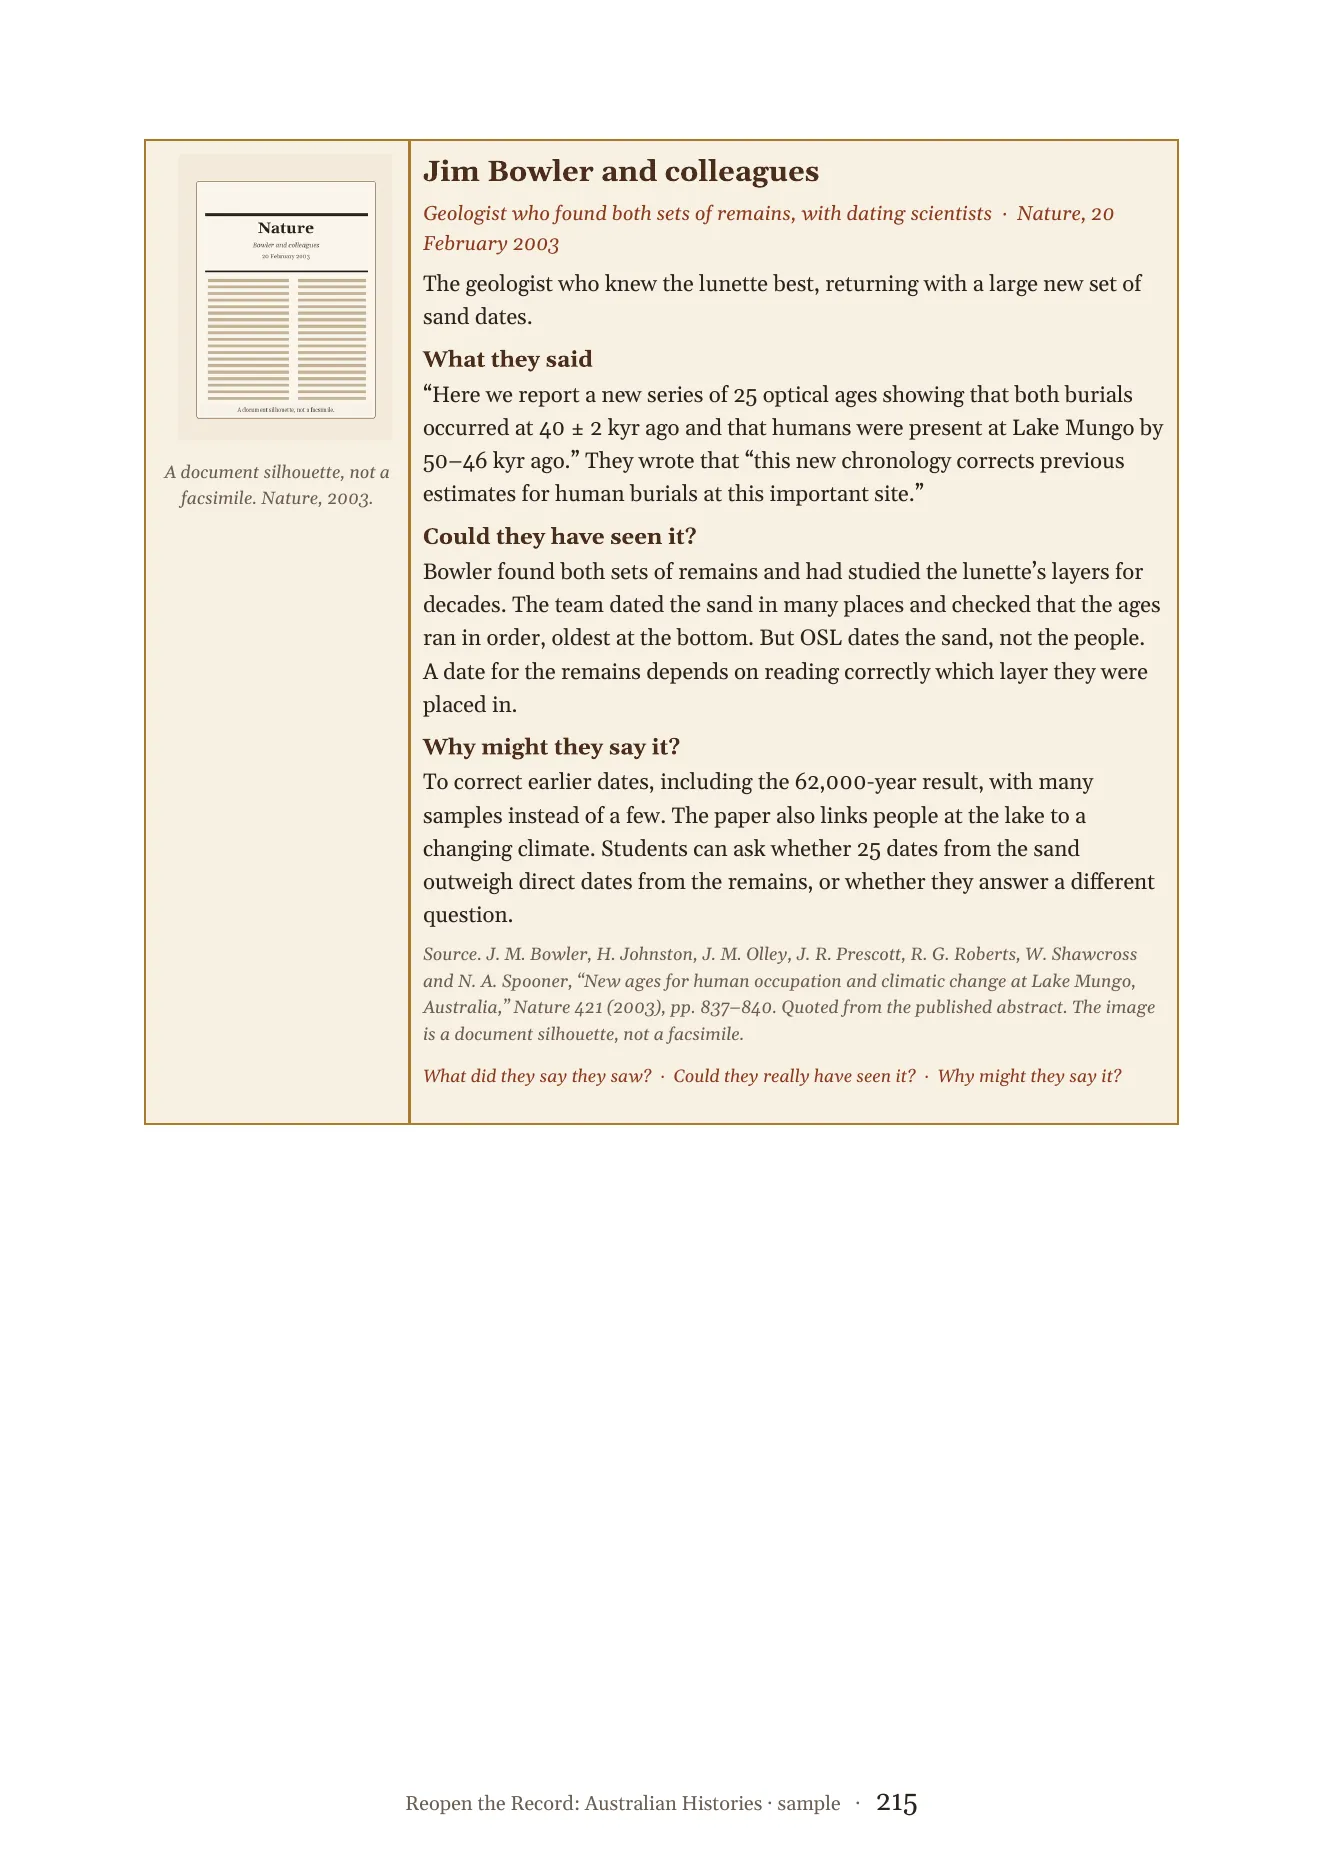 Nature
Bowler and colleagues
20 February 2003
A document silhouette, not a facsimile.
A document silhouette, not a
facsimile. Nature, 2003.
Jim Bowler and colleagues
Geologist who found both sets of remains, with dating scientists · Nature, 20
February 2003
The geologist who knew the lunette best, returning with a large new set of
sand dates.
What they said
“Here we report a new series of 25 optical ages showing that both burials
occurred at 40 ± 2 kyr ago and that humans were present at Lake Mungo by
50–46 kyr ago.” They wrote that “this new chronology corrects previous
estimates for human burials at this important site.”
Could they have seen it?
Bowler found both sets of remains and had studied the lunette’s layers for
decades. The team dated the sand in many places and checked that the ages
ran in order, oldest at the bottom. But OSL dates the sand, not the people.
A date for the remains depends on reading correctly which layer they were
placed in.
Why might they say it?
To correct earlier dates, including the 62,000-year result, with many
samples instead of a few. The paper also links people at the lake to a
changing climate. Students can ask whether 25 dates from the sand
outweigh direct dates from the remains, or whether they answer a different
question.
Source. J. M. Bowler, H. Johnston, J. M. Olley, J. R. Prescott, R. G. Roberts, W. Shawcross
and N. A. Spooner, “New ages for human occupation and climatic change at Lake Mungo,
Australia,” Nature 421 (2003), pp. 837–840. Quoted from the published abstract. The image
is a document silhouette, not a facsimile.
What did they say they saw? · Could they really have seen it? · Why might they say it?
Reopen the Record: Australian Histories · sample · 215